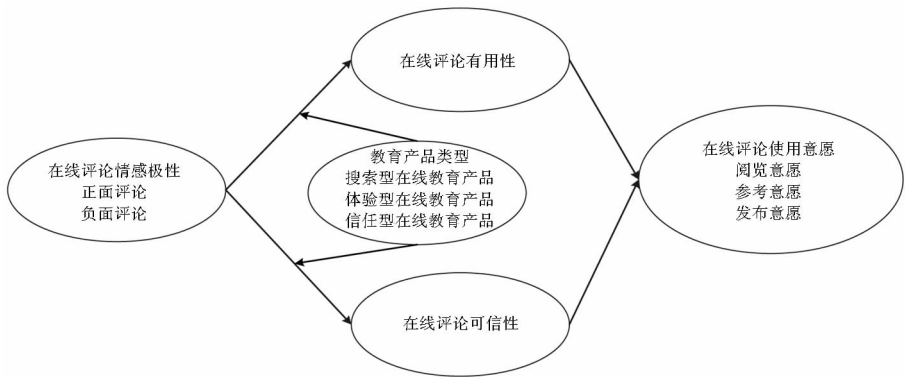 在线评论有用性
在线评论情感极性
正面评论
负面评论
教育产品类型
搜索型在线教育产品
体验型在线教育产品
信任型在线教育产品
在线评论使用意愿
阅览意愿
参考意愿
发布意愿
在线评论可信性